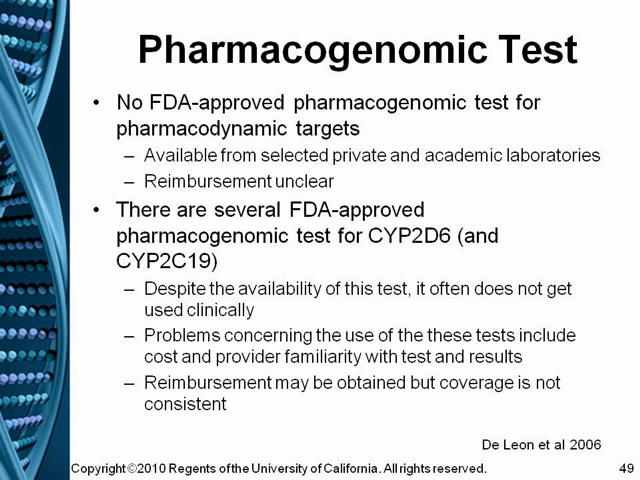 Pharmacogenomic Test
• No FDA-approved pharmacogenomic test for
pharmacodynamic targets
– Available from selected private and academic laboratories
– Reimbursement unclear
• There are several FDA-approved
pharmacogenomic test for CYP2D6 (and
CYP2C19)
– Despite the availability of this test, it often does not get
used clinically
– Problems concerning the use of the these tests include
cost and provider familiarity with test and results
– Reimbursement may be obtained but coverage is not
consistent
De Leon et al 2006
Copyright ©2010 Regents of the University of California. All rights reserved. 49